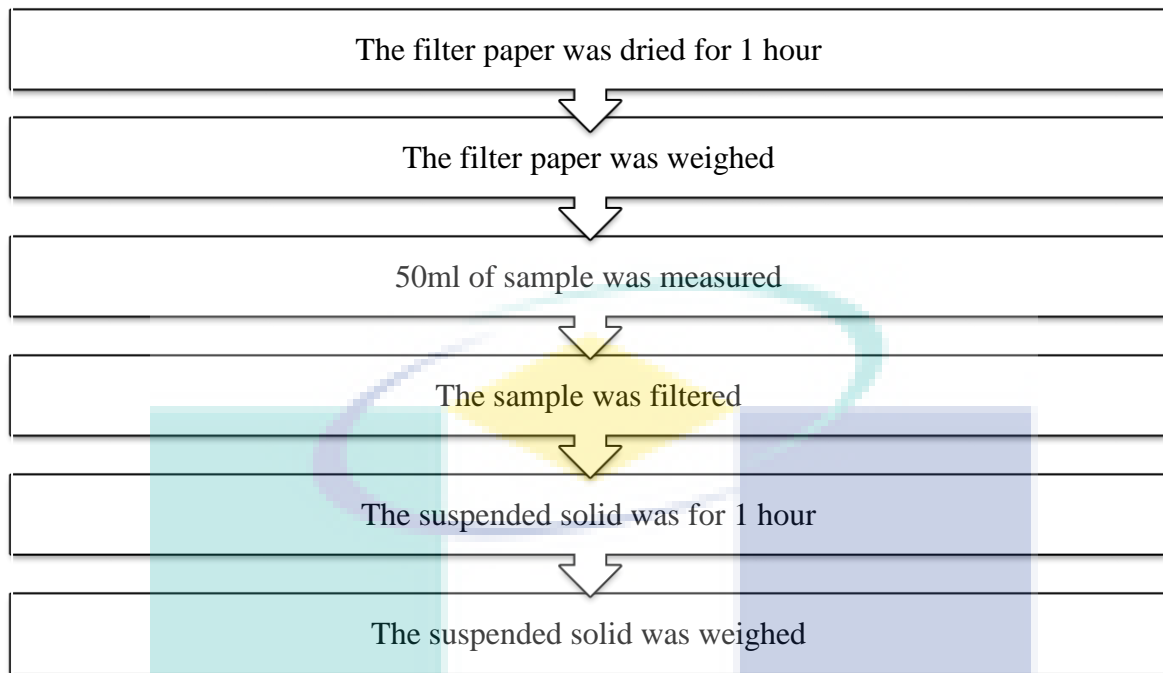 The filter paper was dried for 1 hour
The filter paper was weighed
50ml of sample was measured
The sample was filtered
The suspended solid was for 1 hour
The suspended solid was weighed